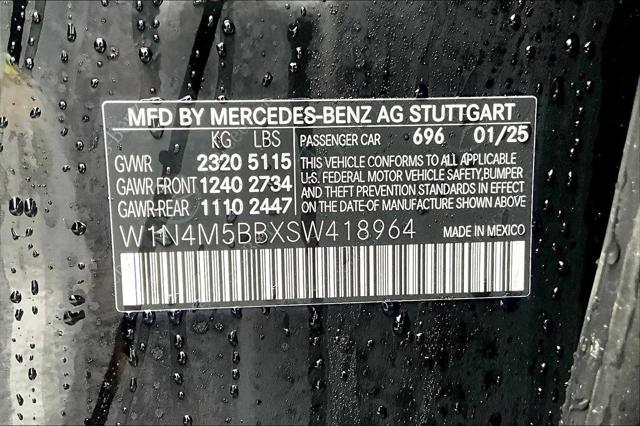 MFD BY MERCEDES-BENZ AG STUTTGART
KG LBS PASSENGER CAR 696 01/25
GVWR 2320 5115 THIS VEHICLE CONFORMS TO ALL APPLICABLE
GAWR FRONT 1240 2734 U.S. FEDERAL MOTOR VEHICLE SAFETY,BUMPER
GAWR-REAR 1110 2447 AND THEFT PREVENTION STANDARDS IN EFFECT
ON THE DATE-OF MANUFACTURE SHOWN ABOVE
W1N4M5BBXSW418964 MADE IN MEXICO